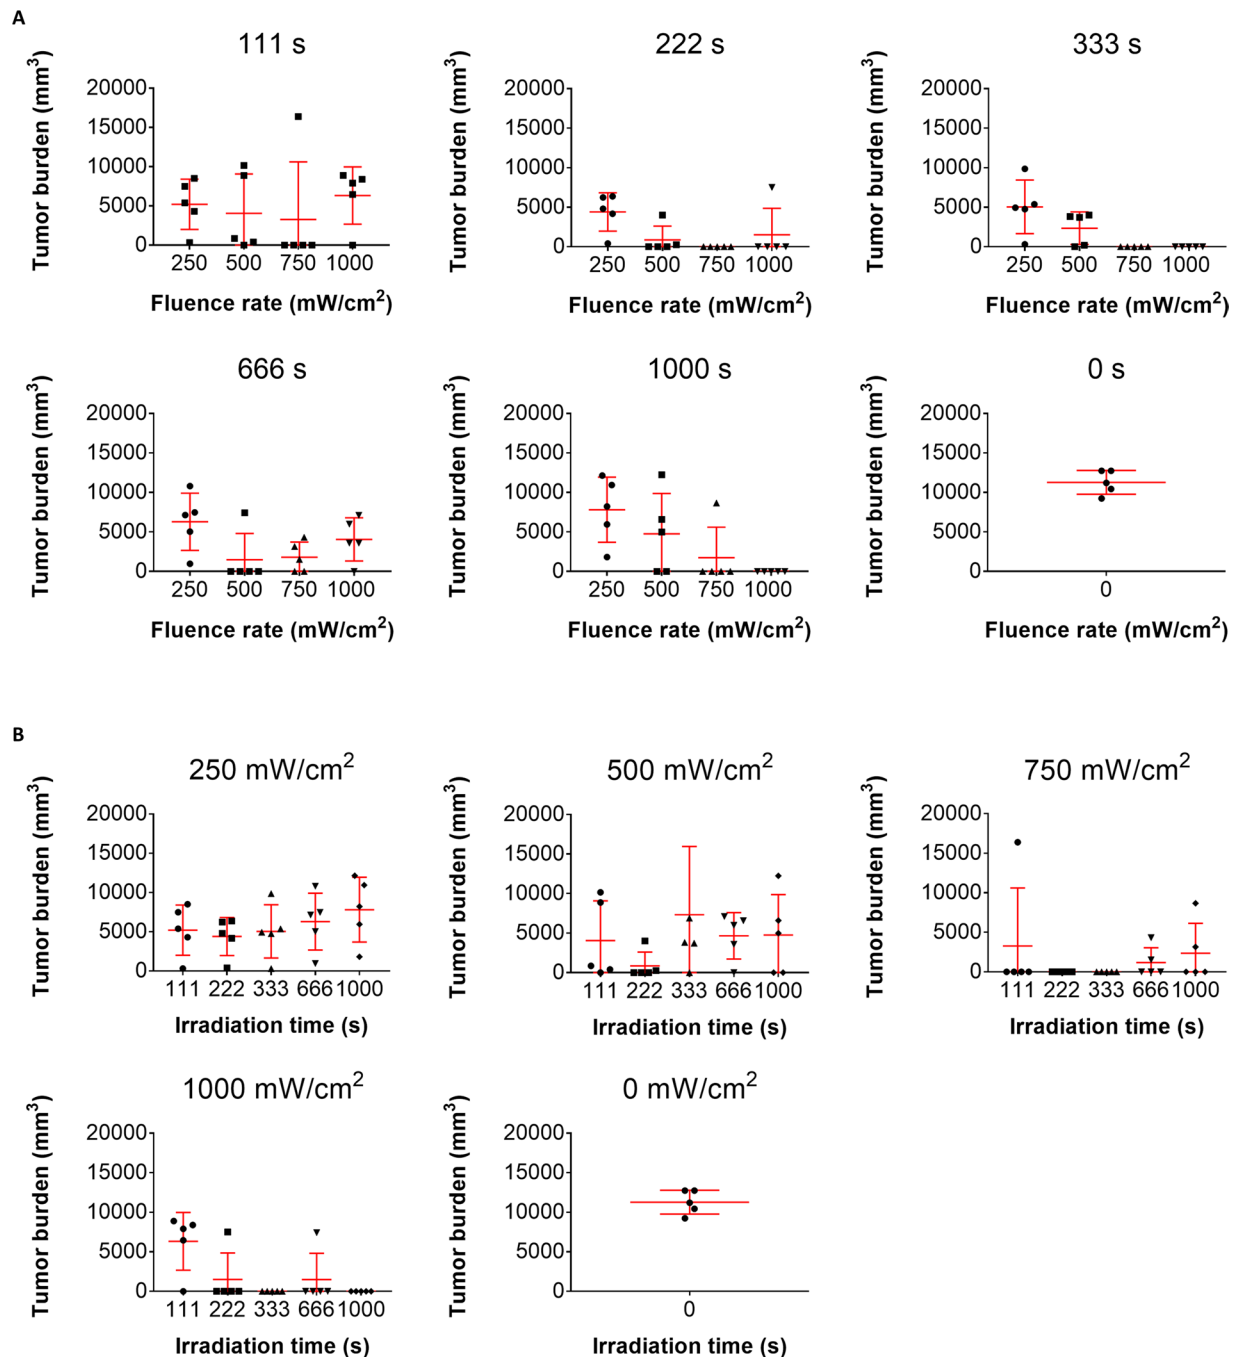 A
111 s
222 s
333 s
Tumor burden (mm³)
20000
15000
10000
5000
0
250 500 750 1000
Fluence rate (mW/cm²)
Tumor burden (mm³)
20000
15000
10000
5000
0
250 500 750 1000
Fluence rate (mW/cm²)
Tumor burden (mm³)
20000
15000
10000
5000
0
250 500 750 1000
Fluence rate (mW/cm²)
666 s
1000 s
0 s
Tumor burden (mm³)
20000
15000
10000
5000
0
250 500 750 1000
Fluence rate (mW/cm²)
Tumor burden (mm³)
20000
15000
10000
5000
0
250 500 750 1000
Fluence rate (mW/cm²)
Tumor burden (mm³)
20000
15000
10000
5000
0
0
Fluence rate (mW/cm²)
B
250 mW/cm²
500 mW/cm²
750 mW/cm²
Tumor burden (mm³)
20000
15000
10000
5000
0
111 222 333 666 1000
Irradiation time (s)
Tumor burden (mm³)
20000
15000
10000
5000
0
111 222 333 666 1000
Irradiation time (s)
Tumor burden (mm³)
20000
15000
10000
5000
0
111 222 333 666 1000
Irradiation time (s)
1000 mW/cm²
0 mW/cm²
Tumor burden (mm³)
20000
15000
10000
5000
0
111 222 333 666 1000
Irradiation time (s)
Tumor burden (mm³)
20000
15000
10000
5000
0
0
Irradiation time (s)